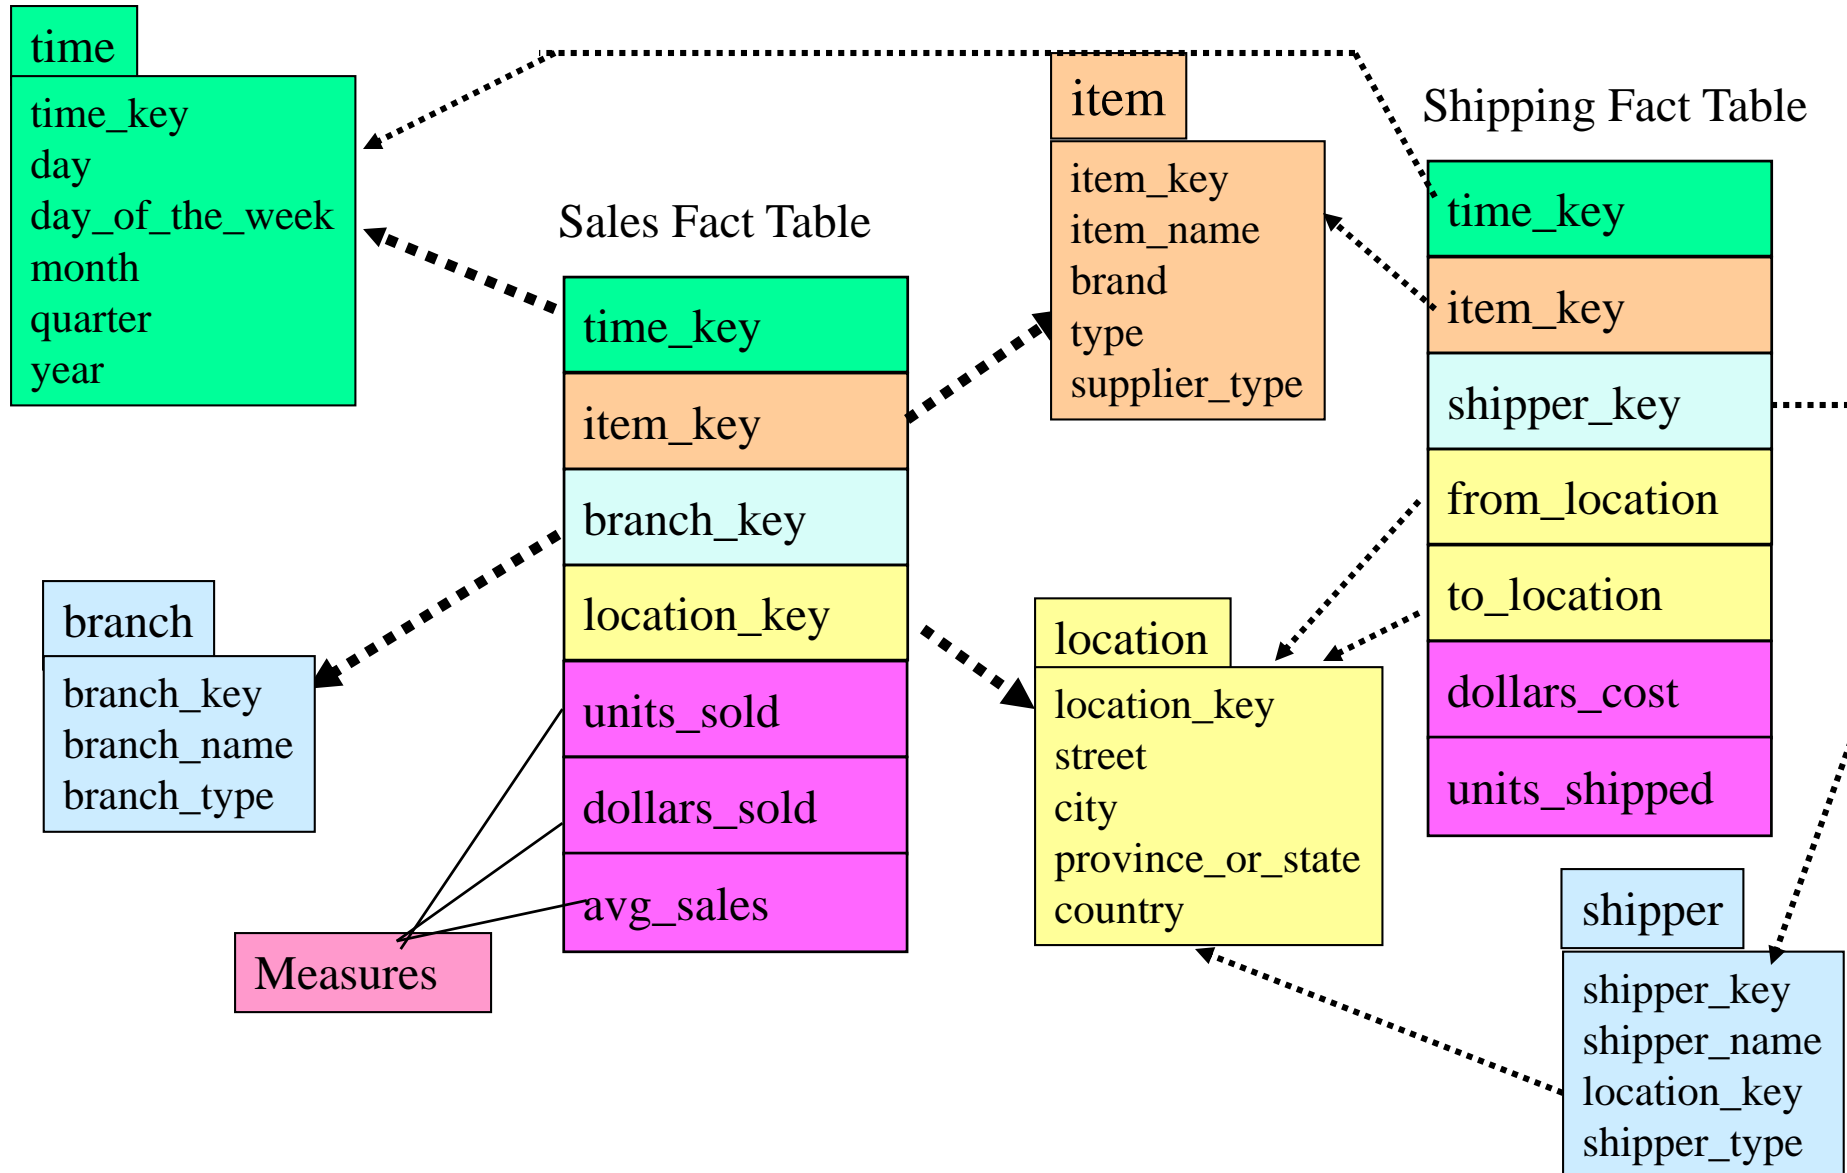 time
time_key
day
day_of_the_week
month
quarter
year
Sales Fact Table
time_key
item_key
branch_key
location_key
units_sold
dollars_sold
avg_sales
Measures
branch
branch_key
branch_name
branch_type
item
item_key
item_name
brand
type
supplier_type
location
location_key
street
city
province_or_state
country
Shipping Fact Table
time_key
item_key
shipper_key
from_location
to_location
dollars_cost
units_shipped
shipper
shipper_key
shipper_name
location_key
shipper_type